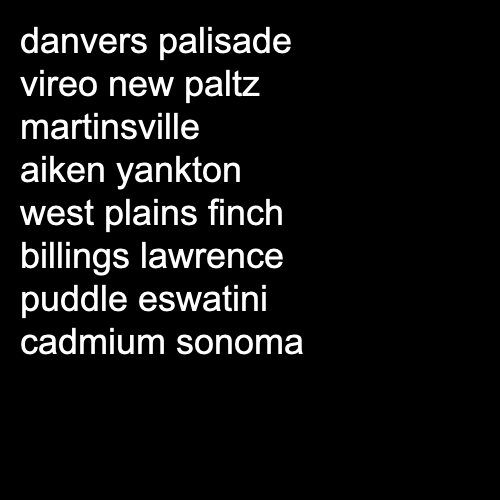 danvers palisade
vireo new paltz
martinsville
aiken yankton
west plains finch
billings lawrence
puddle eswatini
cadmium sonoma